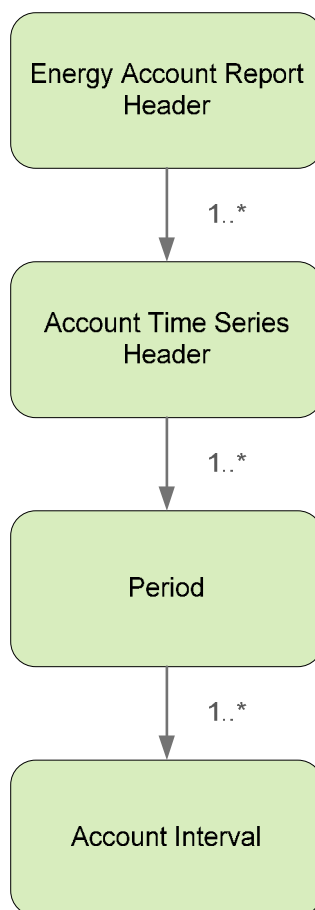 Energy Account Report
Header
1..*
Account Time Series
Header
1..*
Period
1..*
Account Interval